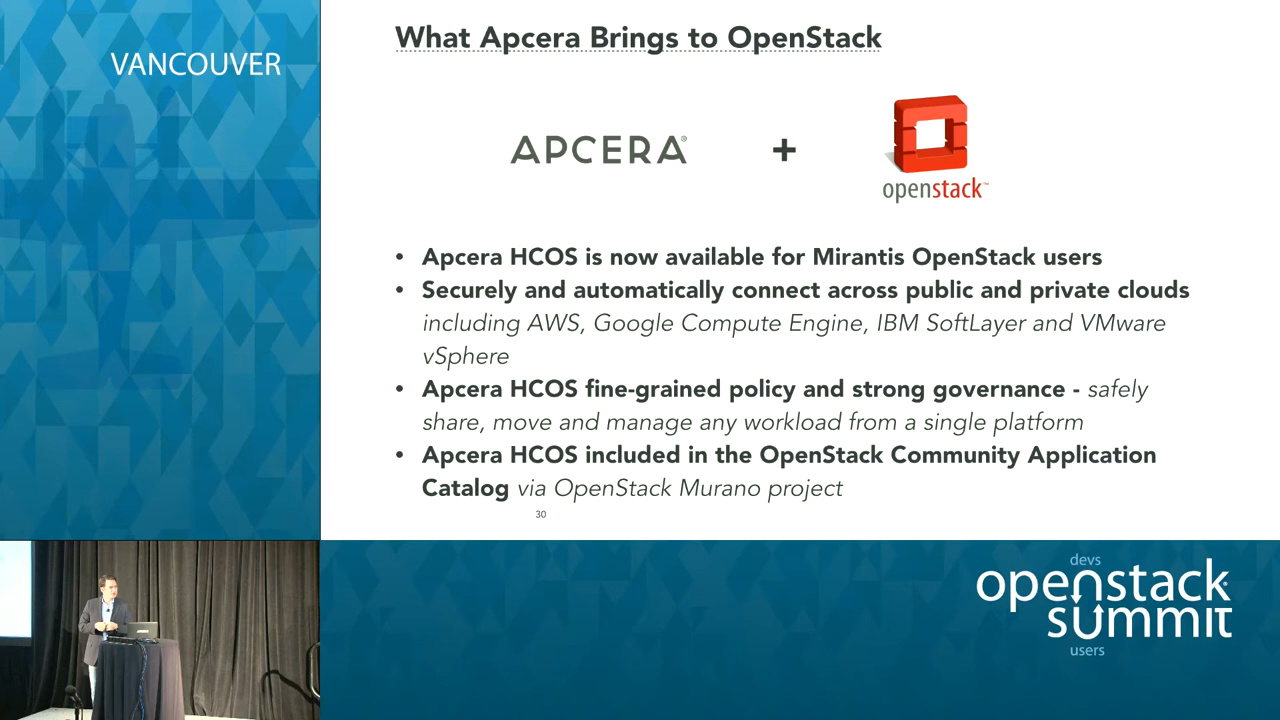 VANCOUVER
What Apcera Brings to OpenStack
APCERA®
+
openstack™
• Apcera HCOS is now available for Mirantis OpenStack users
• Securely and automatically connect across public and private clouds
including AWS, Google Compute Engine, IBM SoftLayer and VMware
vSphere
• Apcera HCOS fine-grained policy and strong governance - safely
share, move and manage any workload from a single platform
• Apcera HCOS included in the OpenStack Community Application
Catalog via OpenStack Murano project
30
devs
openstack
summit
users